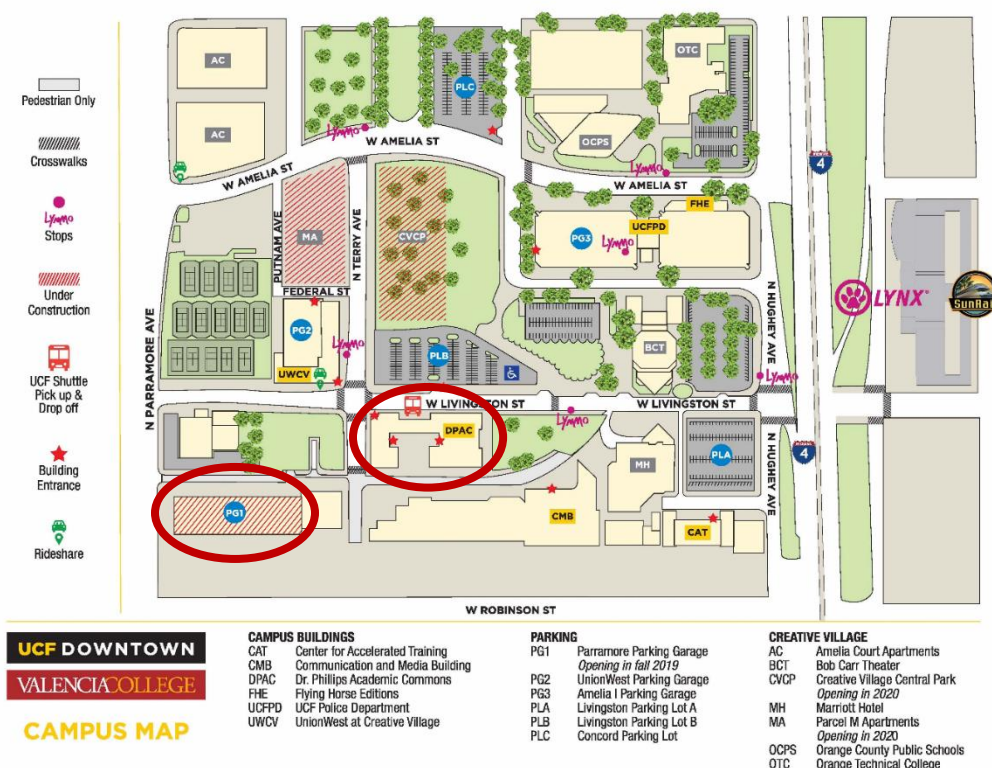 Pedestrian Only
Crosswalks
Lymmo
Stops
Under
Construction
UCF Shuttle
Pick up &
Drop off
Building
Entrance
Rideshare
AC
AC
PLC
OTC
OCPS
Lymmo
W AMELIA ST
Lymmo
W AMELIA ST
W AMELIA ST
FHE
UCFPD
PG3
Lymmo
MA
CVCP
PUTNAM AVE
N TERRY AVE
FEDERAL ST
PG2
UWCV
Lymmo
PLB
BCT
N HUGHEY AVE
4
LYNX
SunRail
Lymmo
N PARRAMORE AVE
W LIVINGSTON ST
W LIVINGSTON ST
DPAC
Lymmo
MH
PLA
N HUGHEY AVE
4
PG1
CMB
CAT
W ROBINSON ST
UCF DOWNTOWN
VALENCIACOLLEGE
CAMPUS MAP
CAMPUS BUILDINGS
CAT Center for Accelerated Training
CMB Communication and Media Building
DPAC Dr. Phillips Academic Commons
FHE Flying Horse Editions
UCFPD UCF Police Department
UWCV UnionWest at Creative Village
PARKING
PG1 Parramore Parking Garage
Opening in fall 2019
PG2 UnionWest Parking Garage
PG3 Amelia I Parking Garage
PLA Livingston Parking Lot A
PLB Livingston Parking Lot B
PLC Concord Parking Lot
CREATIVE VILLAGE
AC Amelia Court Apartments
BCT Bob Carr Theater
CVCP Creative Village Central Park
Opening in 2020
MH Marriott Hotel
MA Parcel M Apartments
Opening in 2020
OCPS Orange County Public Schools
OTC Orange Technical College